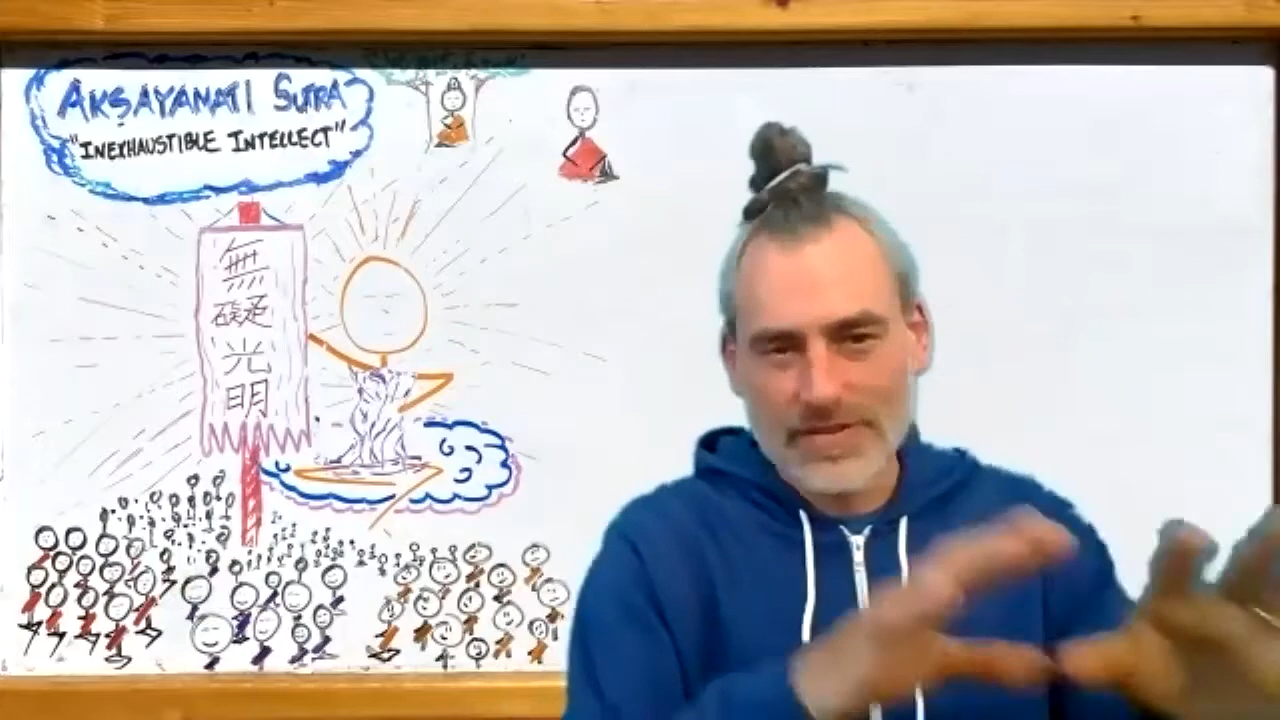 AKṢAYAMATI SUTRA
"INEXHAUSTIBLE INTELLECT"
無
礙
光
明